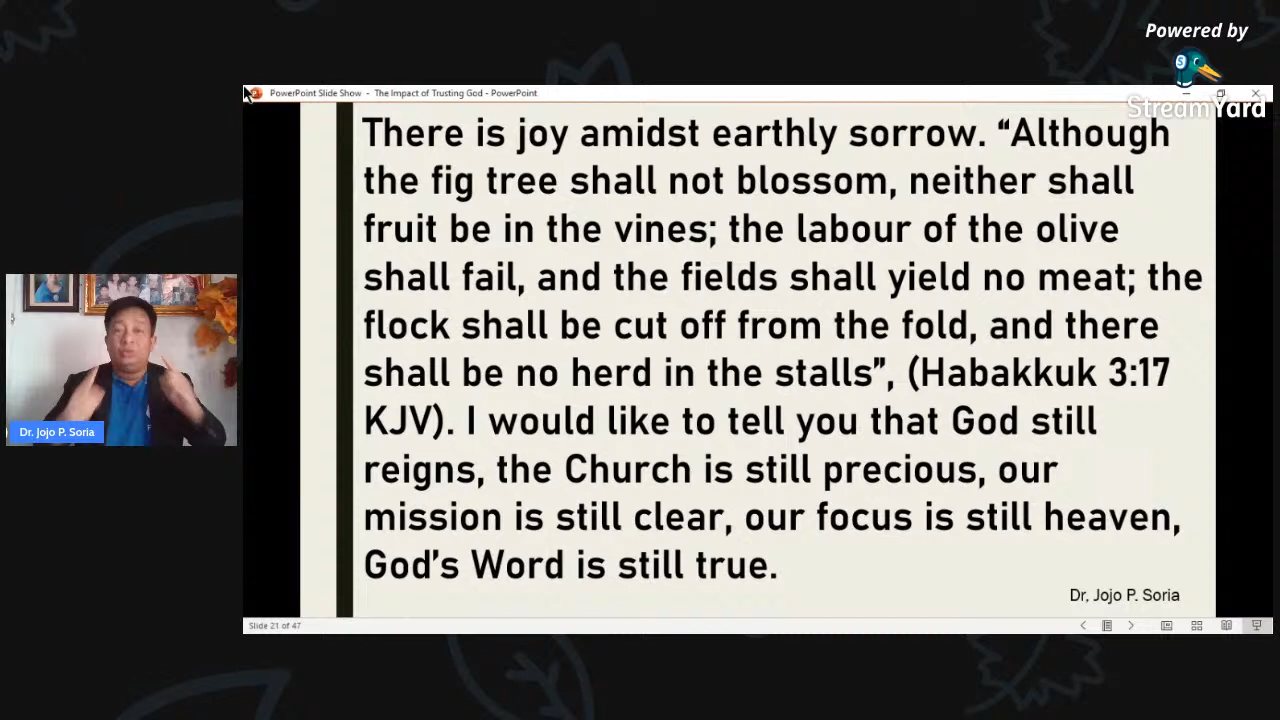 Powered by
StreamYard
PowerPoint Slide Show - The Impact of Trusting God - PowerPoint
There is joy amidst earthly sorrow. “Although
the fig tree shall not blossom, neither shall
fruit be in the vines; the labour of the olive
shall fail, and the fields shall yield no meat; the
flock shall be cut off from the fold, and there
shall be no herd in the stalls”, (Habakkuk 3:17
KJV). I would like to tell you that God still
reigns, the Church is still precious, our
mission is still clear, our focus is still heaven,
God’s Word is still true.
Dr, Jojo P. Soria
Dr. Jojo P. Soria
Slide 21 of 47